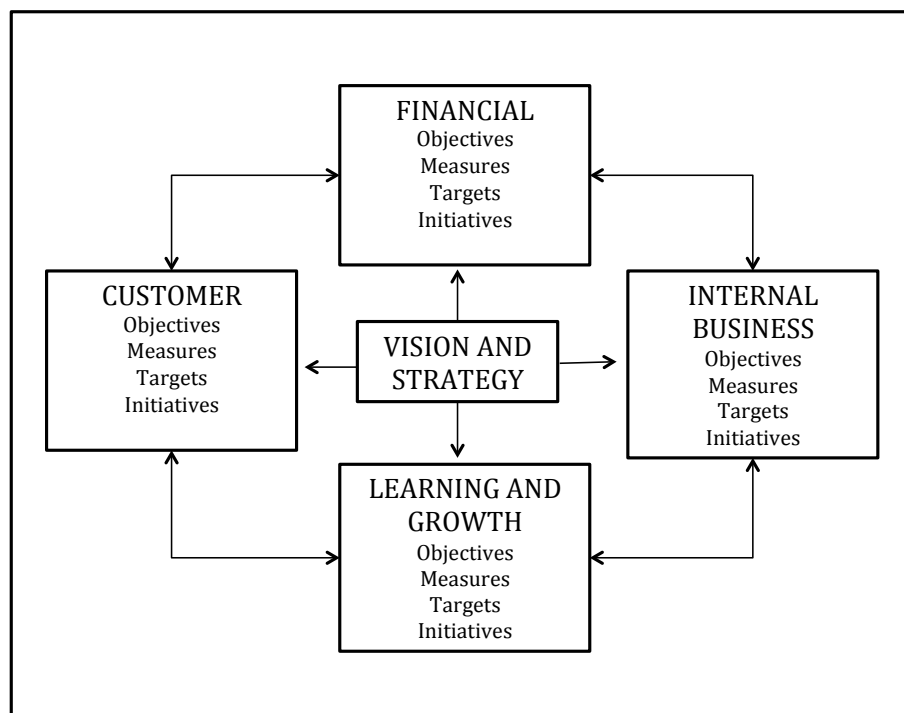 FINANCIAL
Objectives
Measures
Targets
Initiatives
CUSTOMER
Objectives
Measures
Targets
Initiatives
VISION AND
STRATEGY
INTERNAL
BUSINESS
Objectives
Measures
Targets
Initiatives
LEARNING AND
GROWTH
Objectives
Measures
Targets
Initiatives